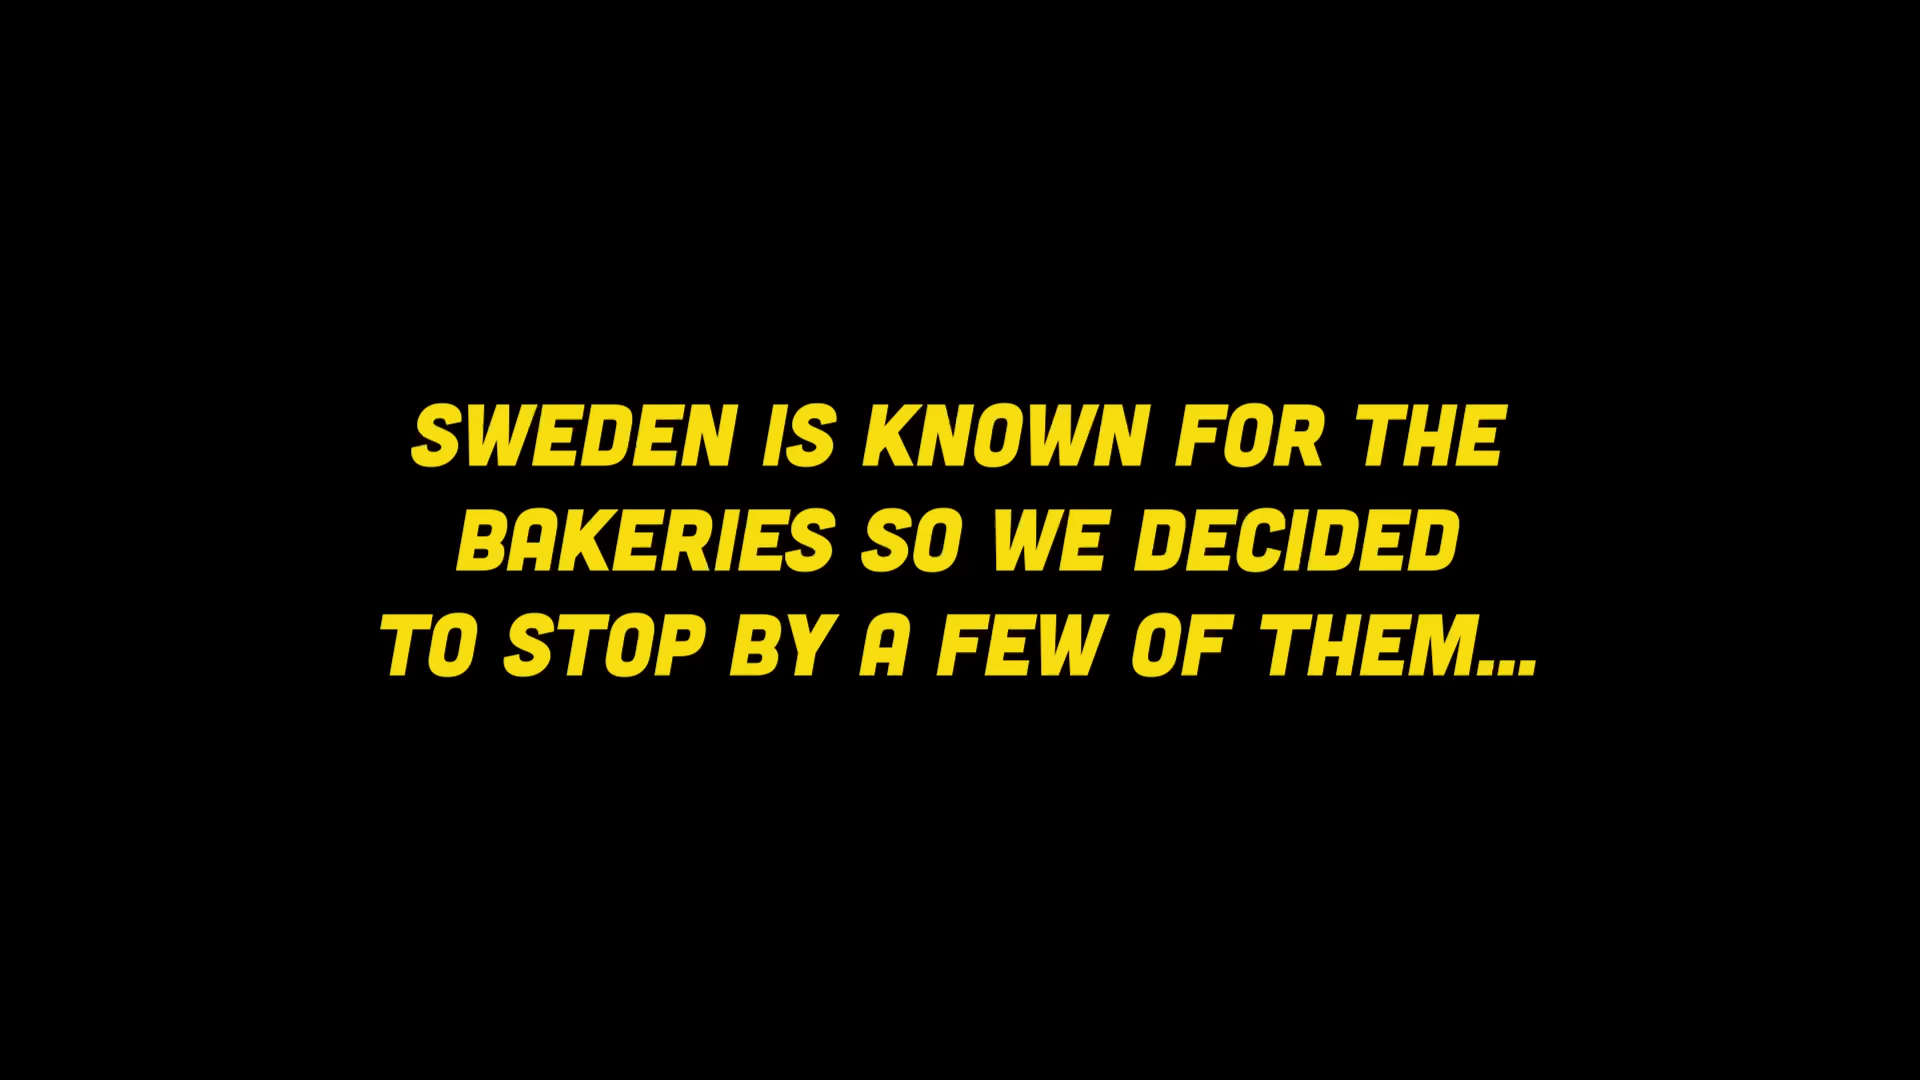 SWEDEN IS KNOWN FOR THE
BAKERIES SO WE DECIDED
TO STOP BY A FEW OF THEM...